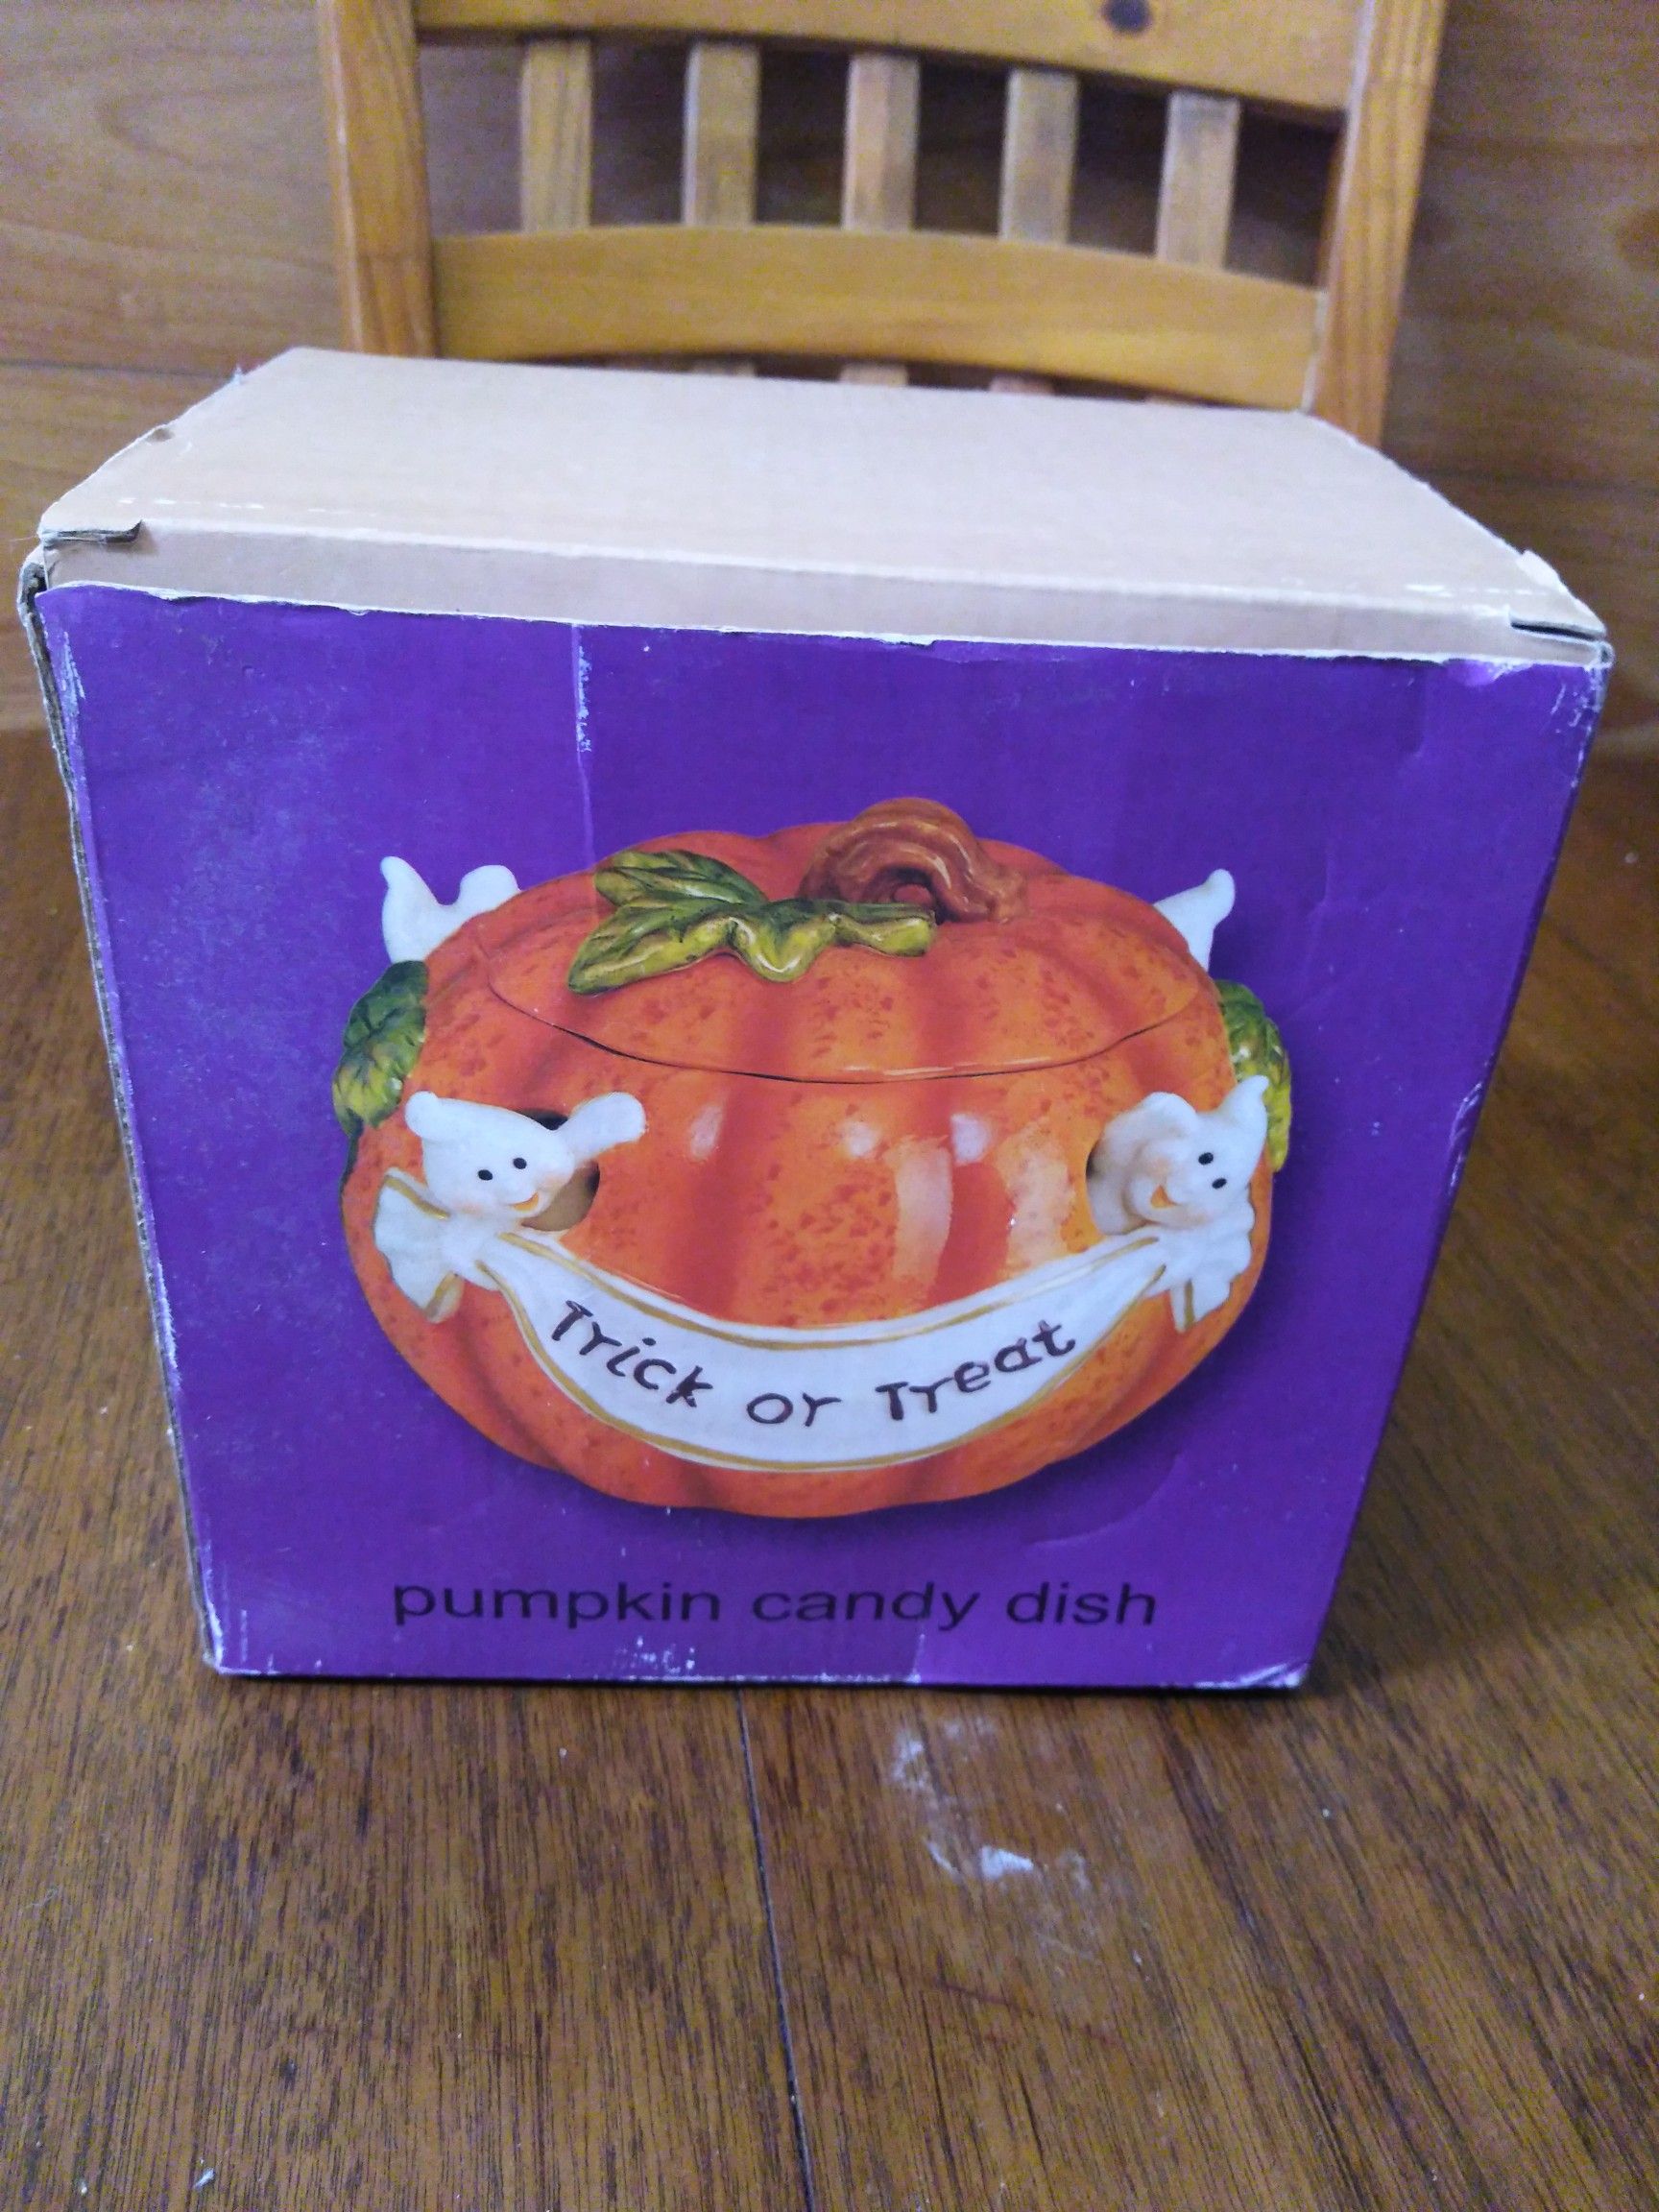 Trick or Treat
pumpkin candy dish